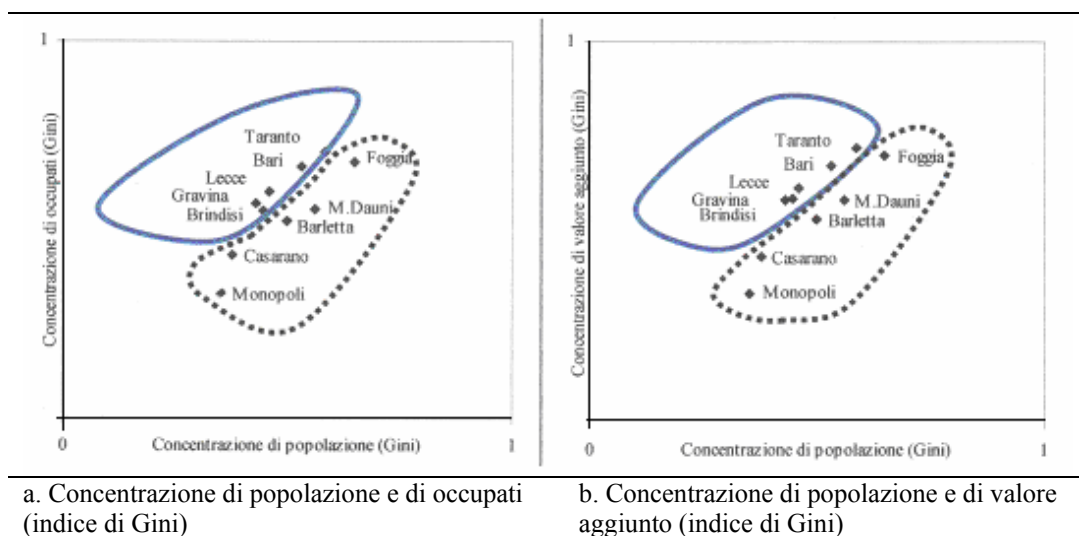 1
Concentrazione di occupati (Gini)
Taranto
Bari
Foggia
Lecce
Gravina
Brindisi
M.Dauni
Barletta
Casarano
Monopoli
0
Concentrazione di popolazione (Gini)
1
1
Concentrazione di valore aggiunto (Gini)
Taranto
Bari
Foggia
Lecce
Gravina
Brindisi
M.Dauni
Barletta
Casarano
Monopoli
0
Concentrazione di popolazione (Gini)
1
a. Concentrazione di popolazione e di occupati
(indice di Gini)
b. Concentrazione di popolazione e di valore
aggiunto (indice di Gini)